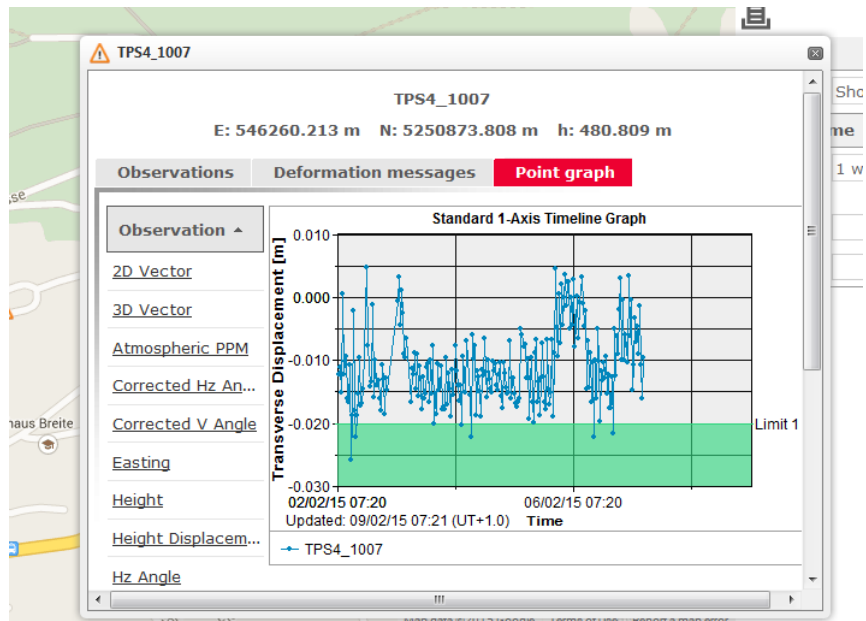 TPS4_1007
TPS4_1007
E: 546260.213 m N: 5250873.808 m h: 480.809 m
Sho
me
1 w
Observations Deformation messages Point graph
Observation
2D Vector
3D Vector
Atmospheric PPM
Corrected Hz An...
Corrected V Angle
Easting
Height
Height Displacem...
Hz Angle
Standard 1-Axis Timeline Graph
Transverse Displacement [m]
0.010
0.000
-0.010
-0.020
-0.030
Limit 1
02/02/15 07:20 06/02/15 07:20
Updated: 09/02/15 07:21 (UT+1.0) Time
TPS4_1007
se
haus Breite